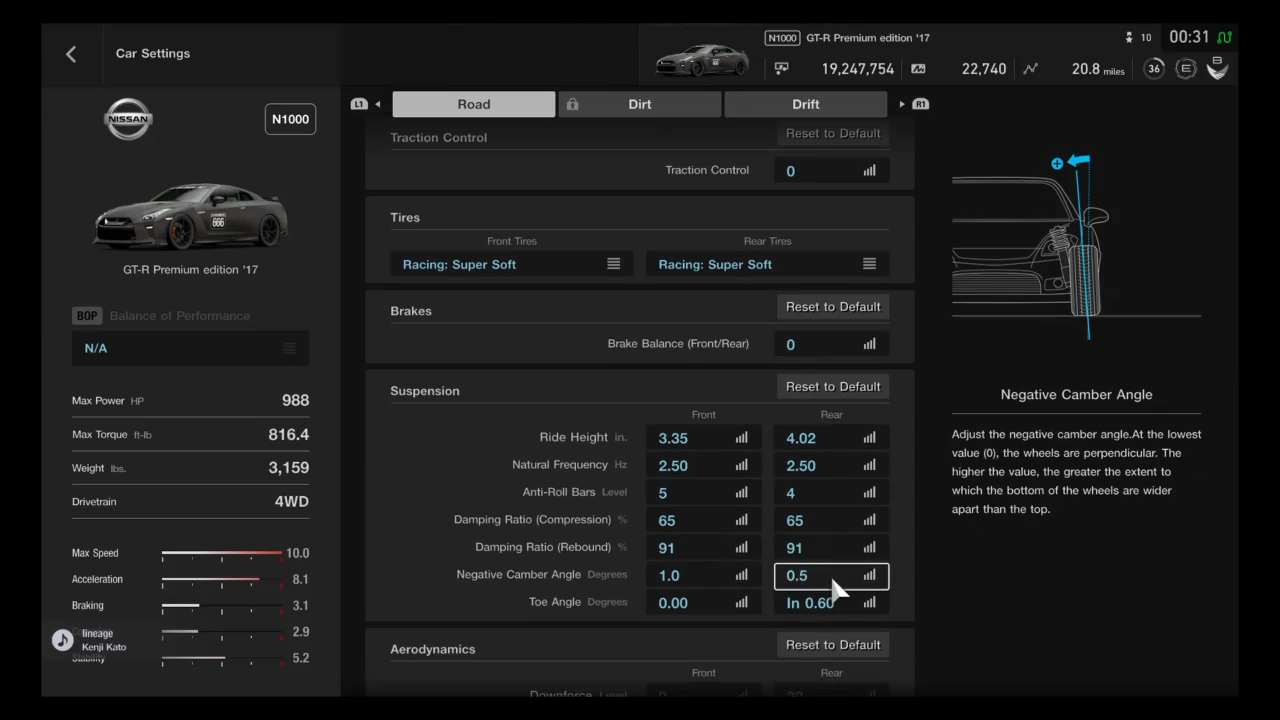 Car Settings
N1000 GT-R Premium edition '17
10
00:31
19,247,754
22,740
20.8 miles
36
E
B
NISSAN
N1000
666
GT-R Premium edition '17
BOP Balance of Performance
N/A
Max Power HP 988
Max Torque ft-lb 816.4
Weight lbs. 3,159
Drivetrain 4WD
Max Speed 10.0
Acceleration 8.1
Braking 3.1
2.9
Stability 5.2
lineage
Kenji Kato
L1 Road Dirt Drift R1
Traction Control Reset to Default
Traction Control 0
Tires
Front Tires Rear Tires
Racing: Super Soft Racing: Super Soft
Brakes Reset to Default
Brake Balance (Front/Rear) 0
Suspension Reset to Default
Front Rear
Ride Height in. 3.35 4.02
Natural Frequency Hz 2.50 2.50
Anti-Roll Bars Level 5 4
Damping Ratio (Compression) % 65 65
Damping Ratio (Rebound) % 91 91
Negative Camber Angle Degrees 1.0 0.5
Toe Angle Degrees 0.00 In 0.60
Aerodynamics Reset to Default
Front Rear
Downforce Level
Negative Camber Angle
Adjust the negative camber angle.At the lowest
value (0), the wheels are perpendicular. The
higher the value, the greater the extent to
which the bottom of the wheels are wider
apart than the top.